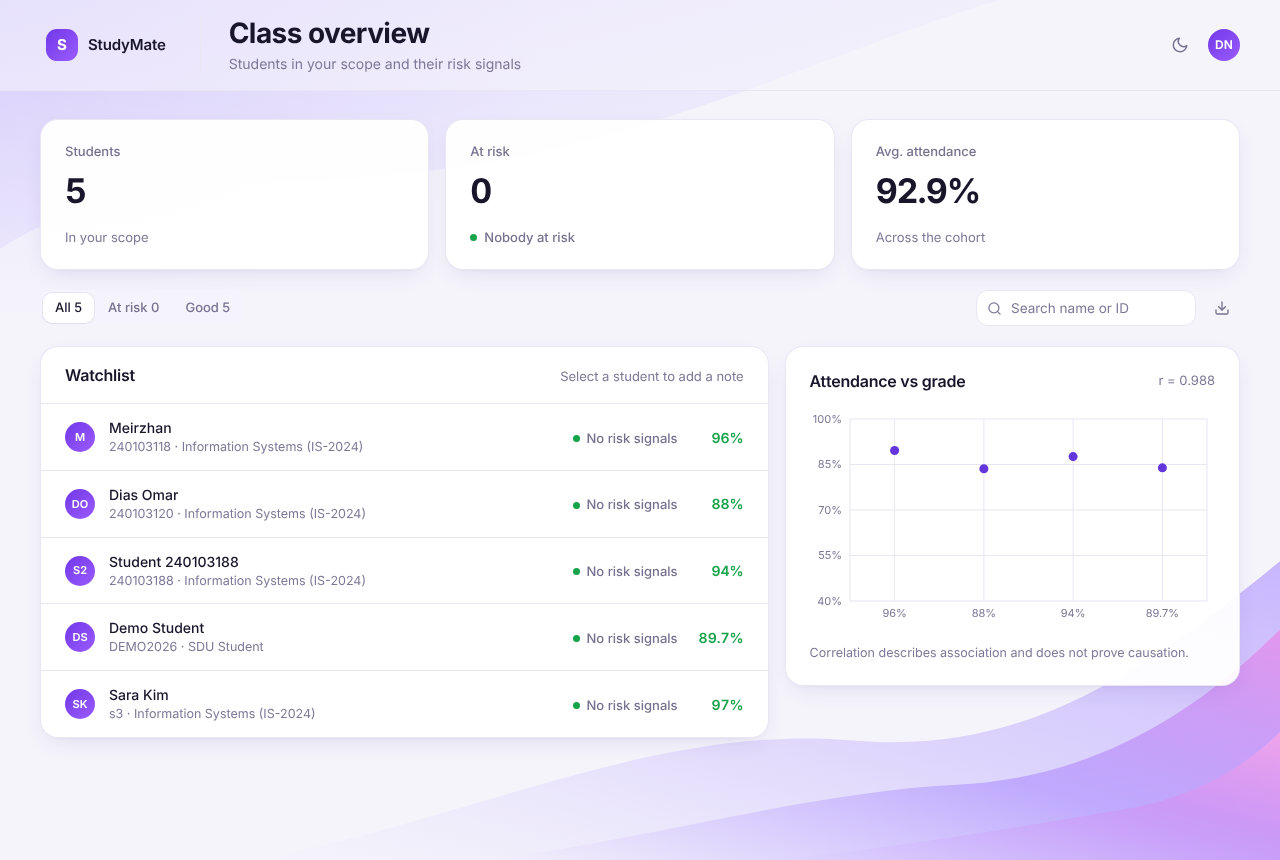 S
StudyMate
Class overview
Students in your scope and their risk signals
DN
Students
5
In your scope
At risk
0
Nobody at risk
Avg. attendance
92.9%
Across the cohort
All 5
At risk 0
Good 5
Search name or ID
Watchlist
Select a student to add a note
M
Meirzhan
240103118 · Information Systems (IS-2024)
No risk signals
96%
DO
Dias Omar
240103120 · Information Systems (IS-2024)
No risk signals
88%
S2
Student 240103188
240103188 · Information Systems (IS-2024)
No risk signals
94%
DS
Demo Student
DEMO2026 · SDU Student
No risk signals
89.7%
SK
Sara Kim
s3 · Information Systems (IS-2024)
No risk signals
97%
Attendance vs grade
r = 0.988
100%
85%
70%
55%
40%
96%
88%
94%
89.7%
Correlation describes association and does not prove causation.